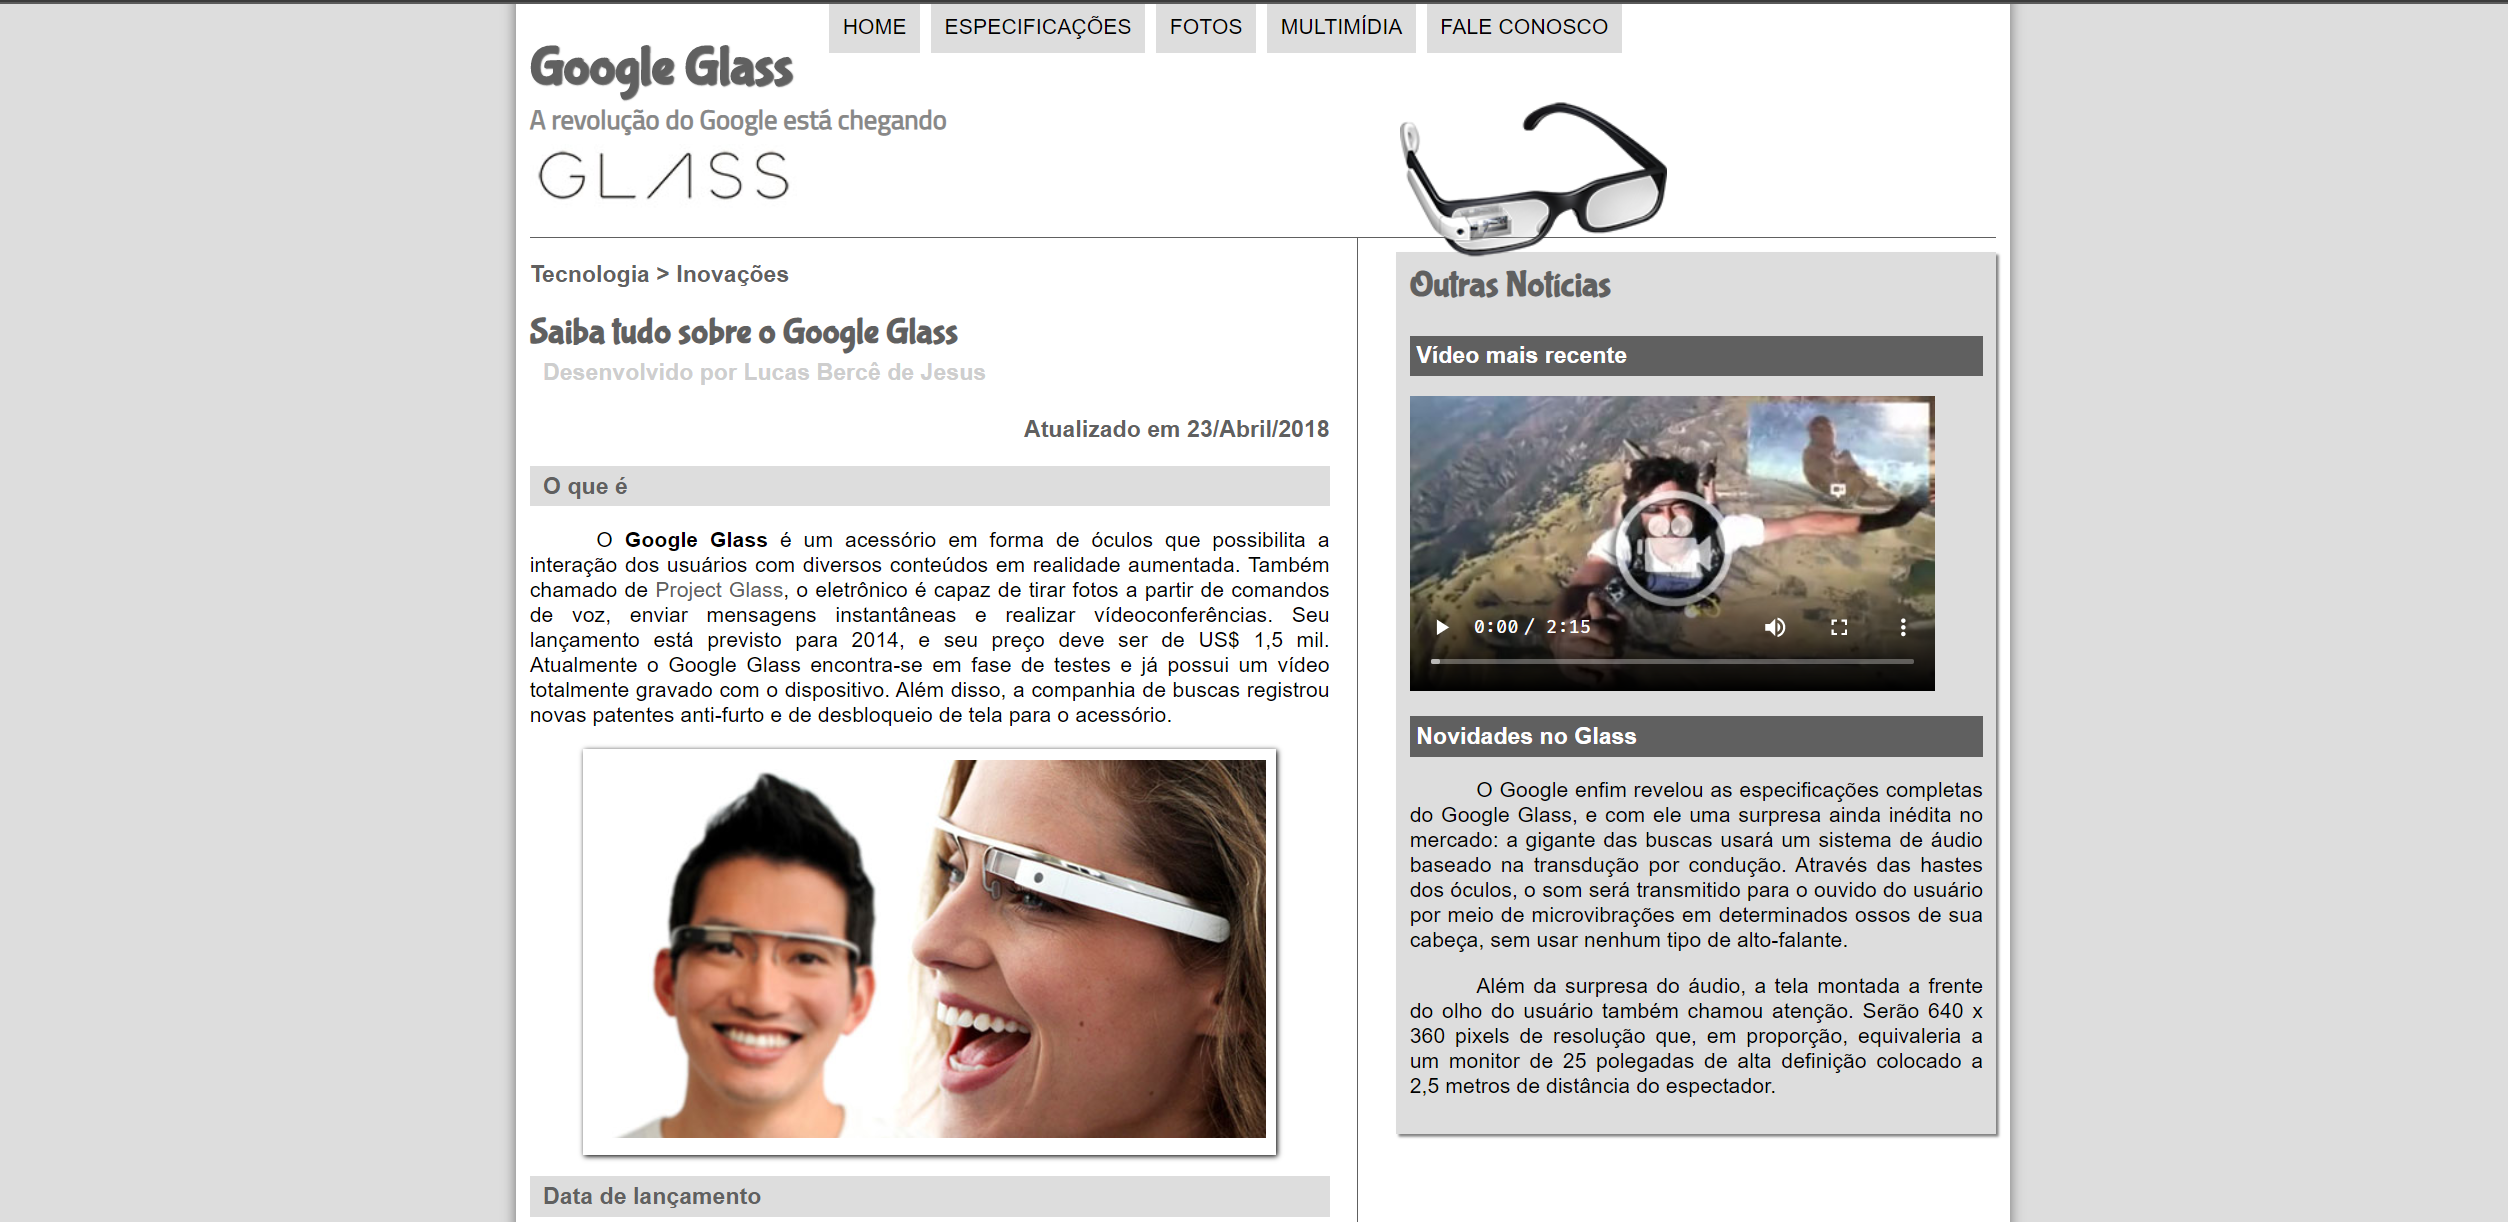 HOME ESPECIFICAÇÕES FOTOS MULTIMÍDIA FALE CONOSCO
Google Glass
A revolução do Google está chegando
GLASS
Tecnologia > Inovações
Saiba tudo sobre o Google Glass
Desenvolvido por Lucas Bercê de Jesus
Atualizado em 23/Abril/2018
O que é
O Google Glass é um acessório em forma de óculos que possibilita a
interação dos usuários com diversos conteúdos em realidade aumentada. Também
chamado de Project Glass, o eletrônico é capaz de tirar fotos a partir de comandos
de voz, enviar mensagens instantâneas e realizar vídeoconferências. Seu
lançamento está previsto para 2014, e seu preço deve ser de US$ 1,5 mil.
Atualmente o Google Glass encontra-se em fase de testes e já possui um vídeo
totalmente gravado com o dispositivo. Além disso, a companhia de buscas registrou
novas patentes anti-furto e de desbloqueio de tela para o acessório.
Data de lançamento
Outras Notícias
Vídeo mais recente
0:00 / 2:15
Novidades no Glass
O Google enfim revelou as especificações completas
do Google Glass, e com ele uma surpresa ainda inédita no
mercado: a gigante das buscas usará um sistema de áudio
baseado na transdução por condução. Através das hastes
dos óculos, o som será transmitido para o ouvido do usuário
por meio de microvibrações em determinados ossos de sua
cabeça, sem usar nenhum tipo de alto-falante.
Além da surpresa do áudio, a tela montada a frente
do olho do usuário também chamou atenção. Serão 640 x
360 pixels de resolução que, em proporção, equivaleria a
um monitor de 25 polegadas de alta definição colocado a
2,5 metros de distância do espectador.